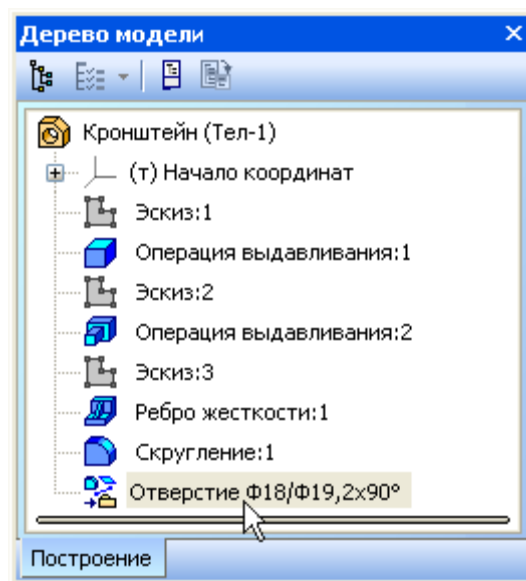 Дерево модели
Кронштейн (Тел-1)
(т) Начало координат
Эскиз:1
Операция выдавливания:1
Эскиз:2
Операция выдавливания:2
Эскиз:3
Ребро жесткости:1
Скругление:1
Отверстие Ф18/Ф19,2х90°
Построение